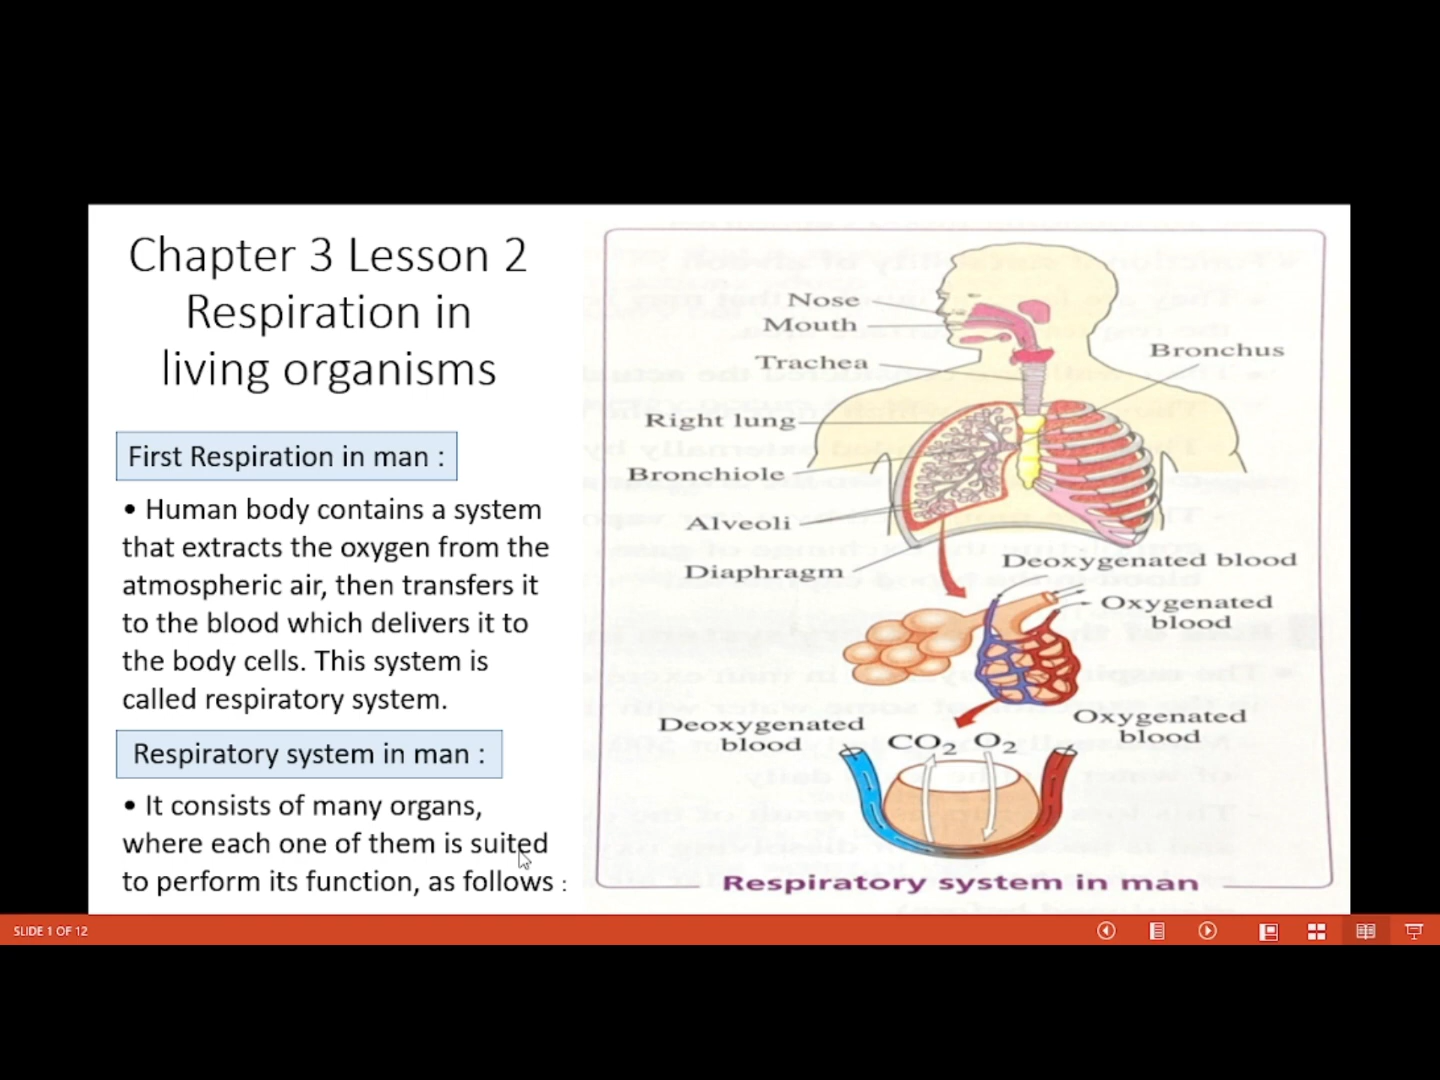 Chapter 3 Lesson 2
Respiration in
living organisms
First Respiration in man :
• Human body contains a system
that extracts the oxygen from the
atmospheric air, then transfers it
to the blood which delivers it to
the body cells. This system is
called respiratory system.
Respiratory system in man :
• It consists of many organs,
where each one of them is suited
to perform its function, as follows :
Nose
Mouth
Trachea
Bronchus
Right lung
Bronchiole
Alveoli
Diaphragm
Deoxygenated blood
Oxygenated
blood
Deoxygenated
blood
CO2 O2
Oxygenated
blood
Respiratory system in man
SLIDE 1 OF 12